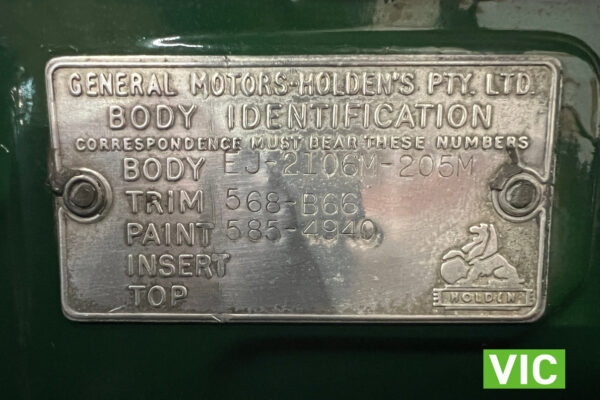 GENERAL MOTORS-HOLDEN'S PTY. LTD.
BODY IDENTIFICATION
CORRESPONDENCE MUST BEAR THESE NUMBERS
BODY EJ-2106M-205M
TRIM 568-B66
PAINT 585-4940
INSERT
TOP
HOLDEN
VIC